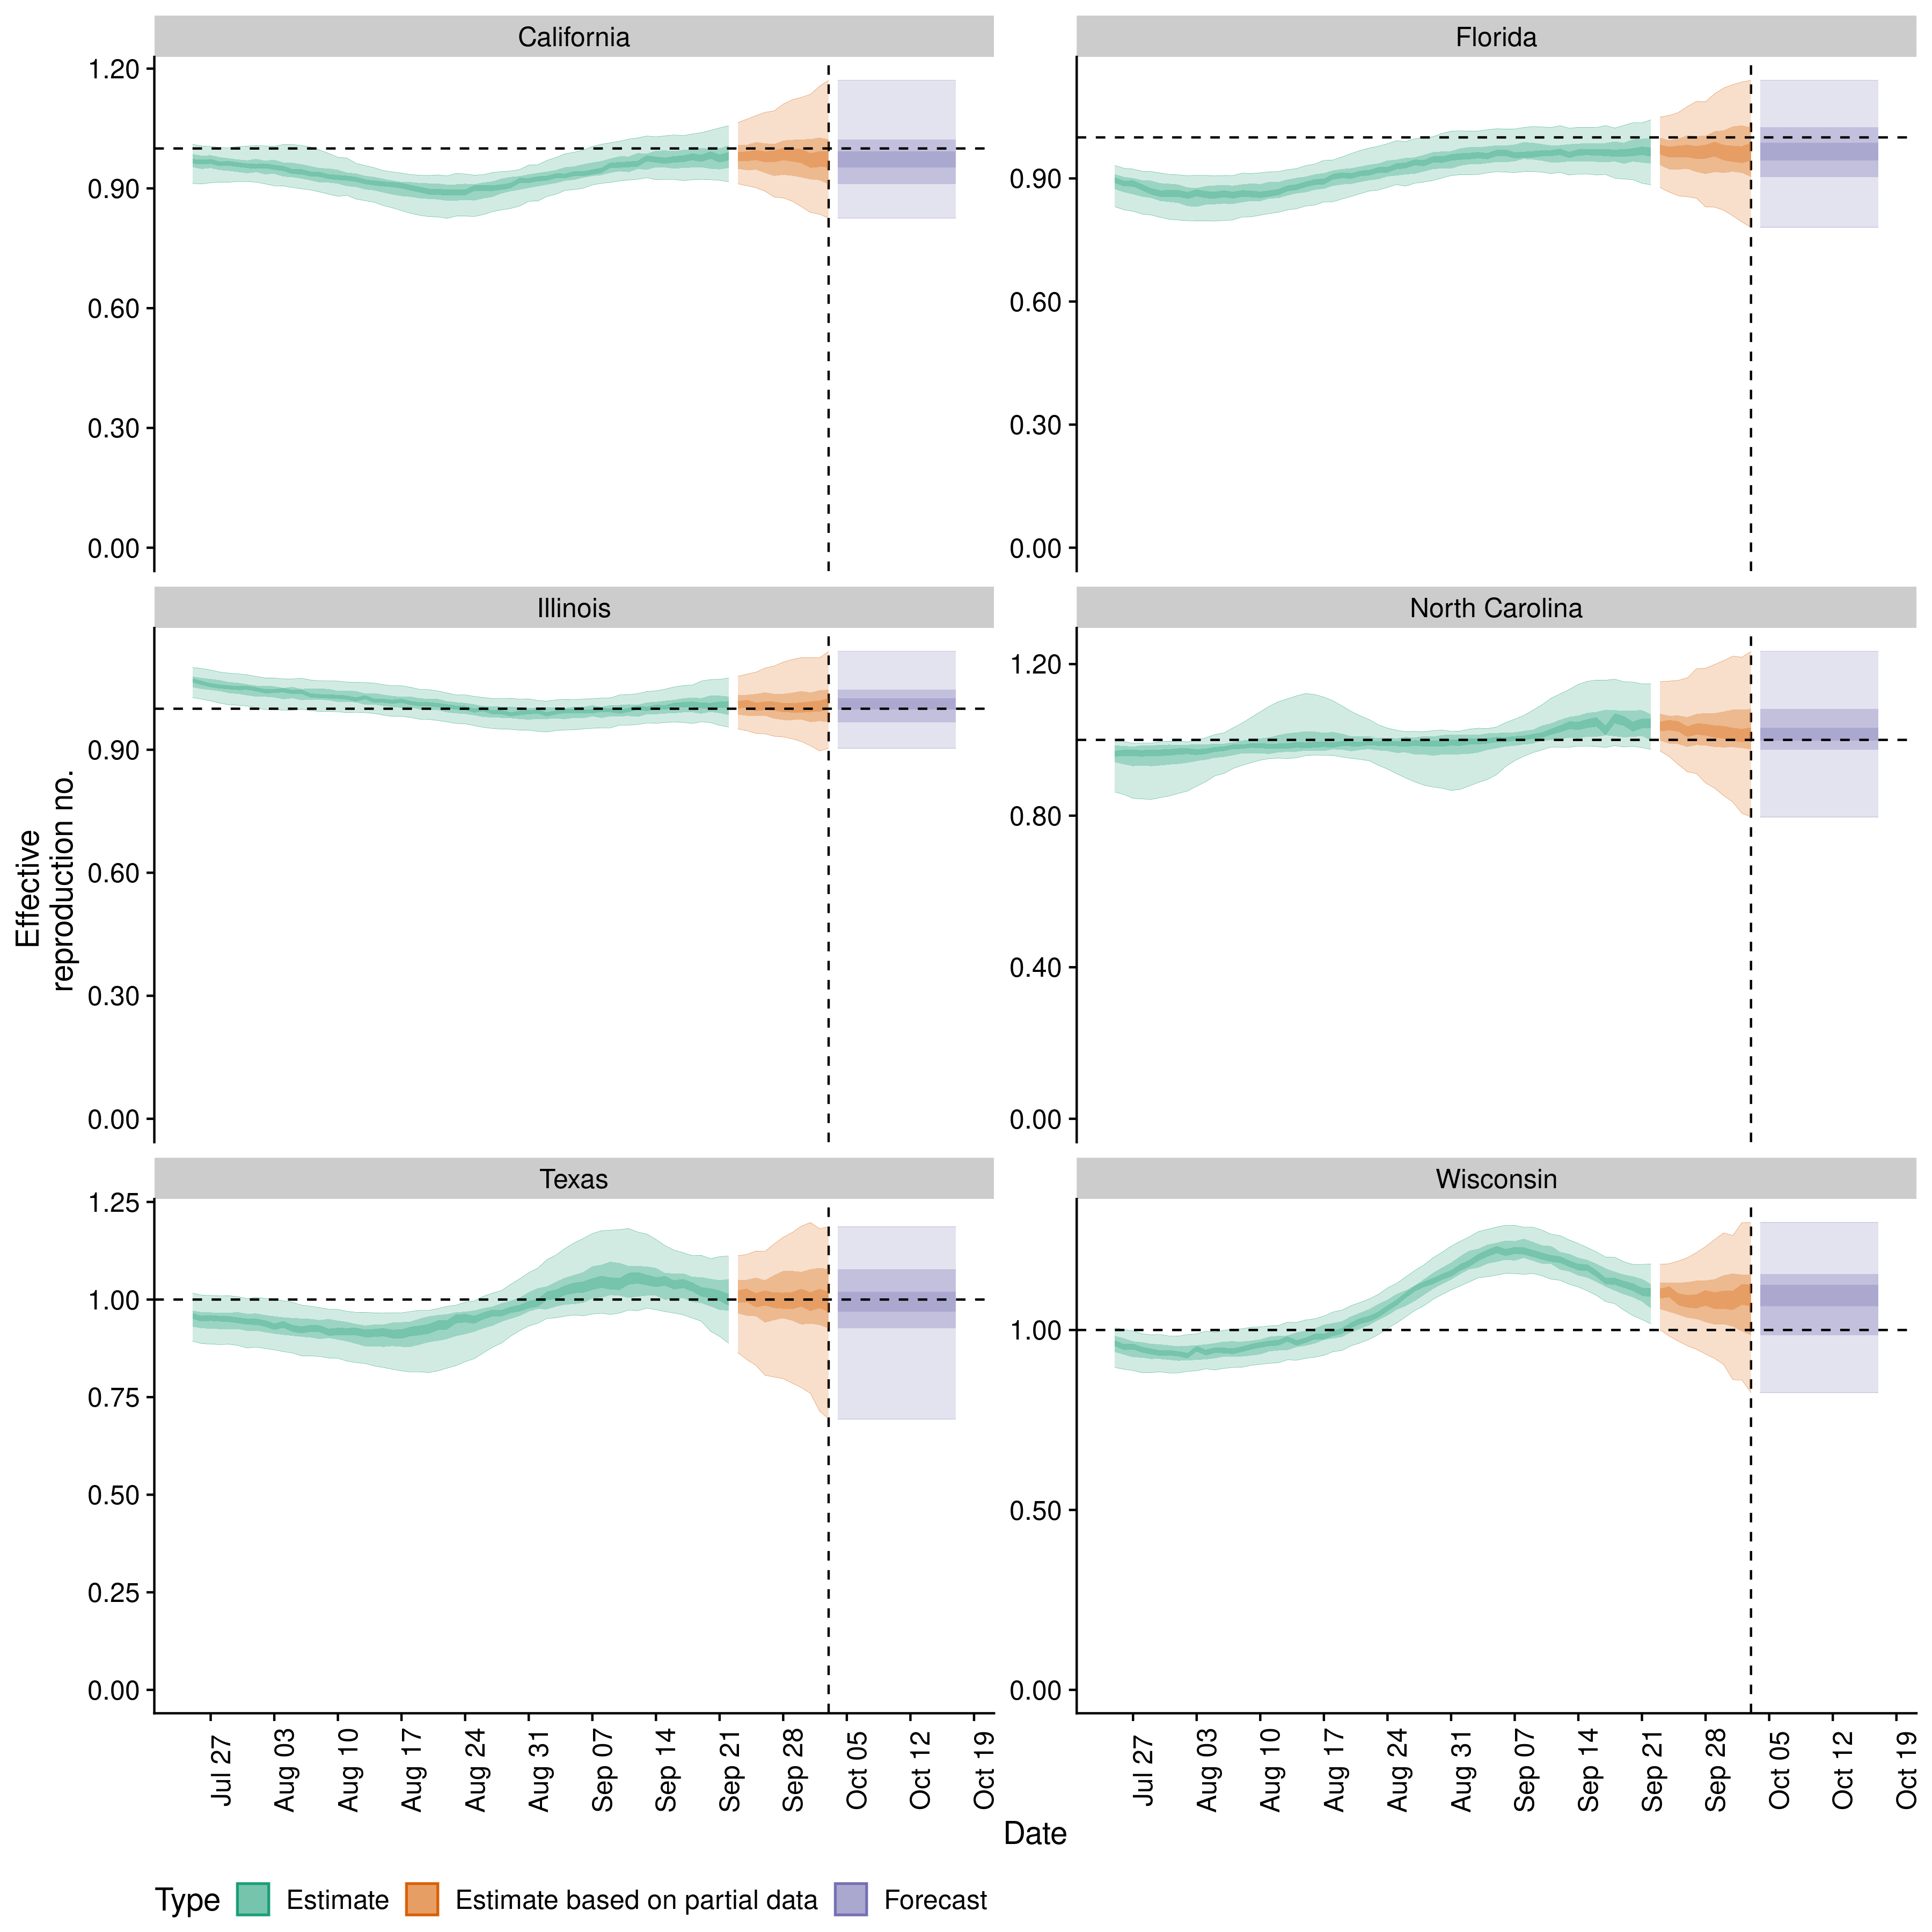 California
Florida
1.20
0.90
0.60
0.30
0.00
0.90
0.60
0.30
0.00
Illinois
North Carolina
0.90
0.60
0.30
0.00
1.20
0.80
0.40
0.00
Texas
Wisconsin
1.25
1.00
0.75
0.50
0.25
0.00
1.00
0.50
0.00
Effective
reproduction no.
Jul 27
Aug 03
Aug 10
Aug 17
Aug 24
Aug 31
Sep 07
Sep 14
Sep 21
Sep 28
Oct 05
Oct 12
Oct 19
Jul 27
Aug 03
Aug 10
Aug 17
Aug 24
Aug 31
Sep 07
Sep 14
Sep 21
Sep 28
Oct 05
Oct 12
Oct 19
Date
Type Estimate Estimate based on partial data Forecast